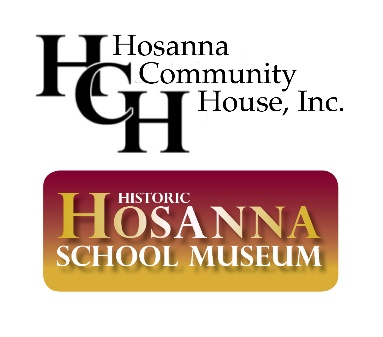 HCH
Hosanna
Community
House, Inc.
HISTORIC
HOSANNA
SCHOOL MUSEUM